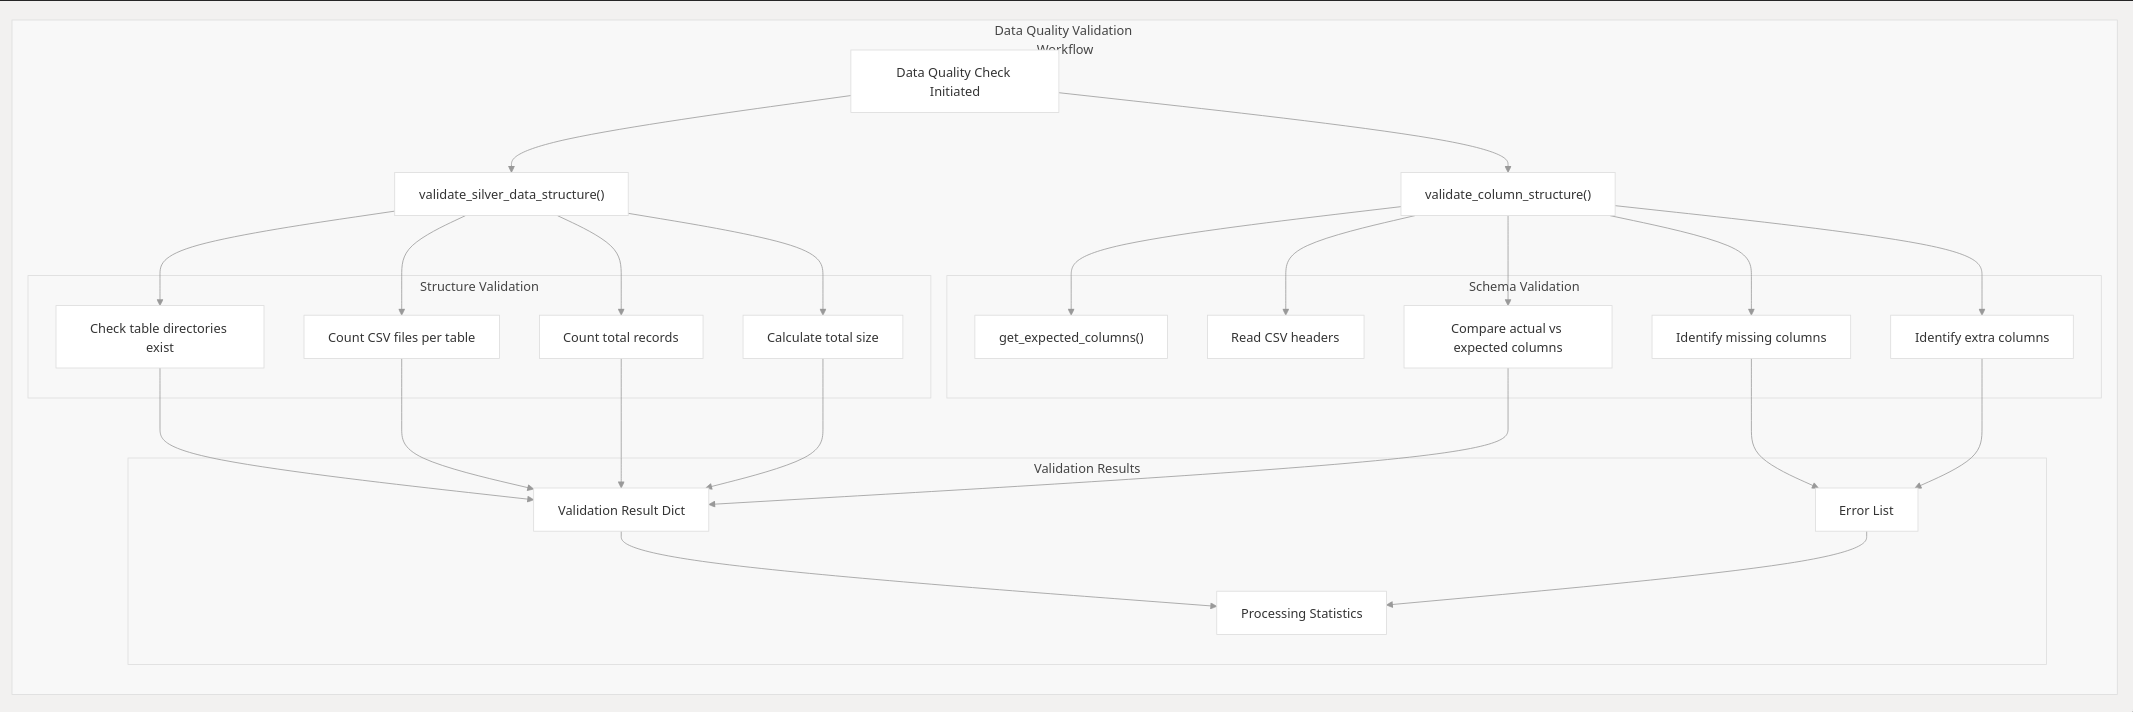 Data Quality Validation
Workflow
Data Quality Check
Initiated
validate_silver_data_structure()
validate_column_structure()
Structure Validation
Schema Validation
Check table directories
exist
Count CSV files per table
Count total records
Calculate total size
get_expected_columns()
Read CSV headers
Compare actual vs
expected columns
Identify missing columns
Identify extra columns
Validation Results
Validation Result Dict
Error List
Processing Statistics